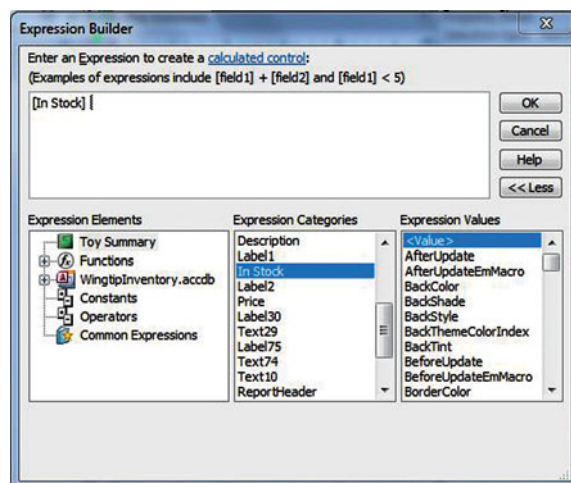 Expression Builder
Enter an Expression to create a calculated control:
(Examples of expressions include [field1] + [field2] and [field1] < 5)
[In Stock]
OK
Cancel
Help
<< Less
Expression Elements
Toy Summary
Functions
WingtipInventory.accdb
Constants
Operators
Common Expressions
Expression Categories
Description
Label1
In Stock
Label2
Price
Label30
Text29
Label75
Text74
Text10
ReportHeader
Expression Values
<Value>
AfterUpdate
AfterUpdateEmMacro
BackColor
BackShade
BackStyle
BackThemeColorIndex
BackTint
BeforeUpdate
BeforeUpdateEmMacro
BorderColor